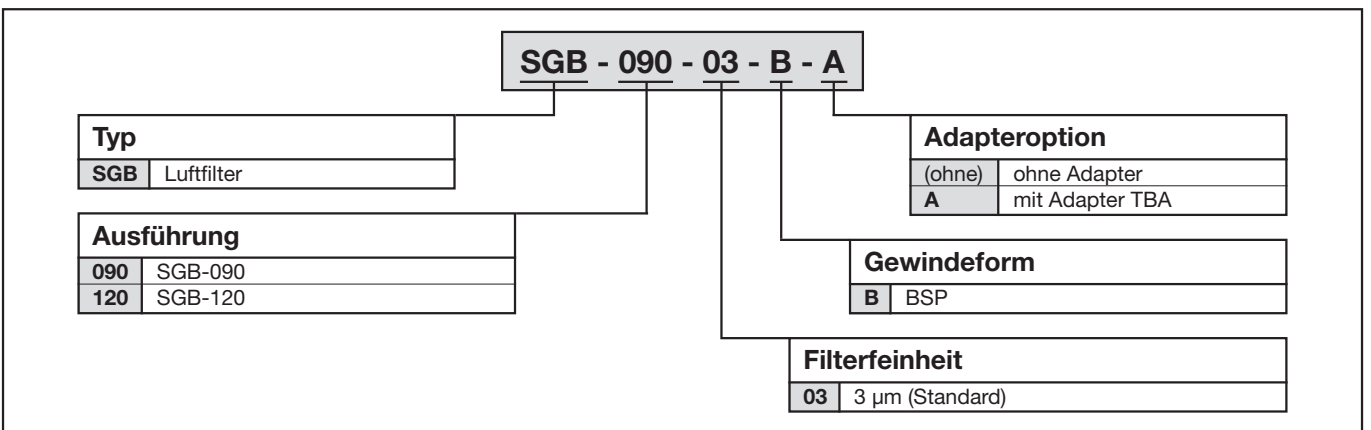 SGB - 090 - 03 - B - A
Typ
SGB Luftfilter
Ausführung
090 SGB-090
120 SGB-120
Adapteroption
(ohne) ohne Adapter
A mit Adapter TBA
Gewindeform
B BSP
Filterfeinheit
03 3 µm (Standard)